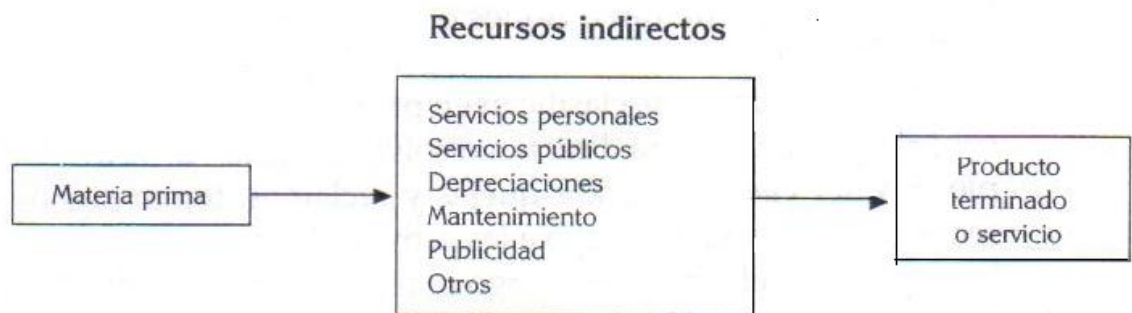 Recursos indirectos
Materia prima
Servicios personales
Servicios públicos
Depreciaciones
Mantenimiento
Publicidad
Otros
Producto
terminado
o servicio